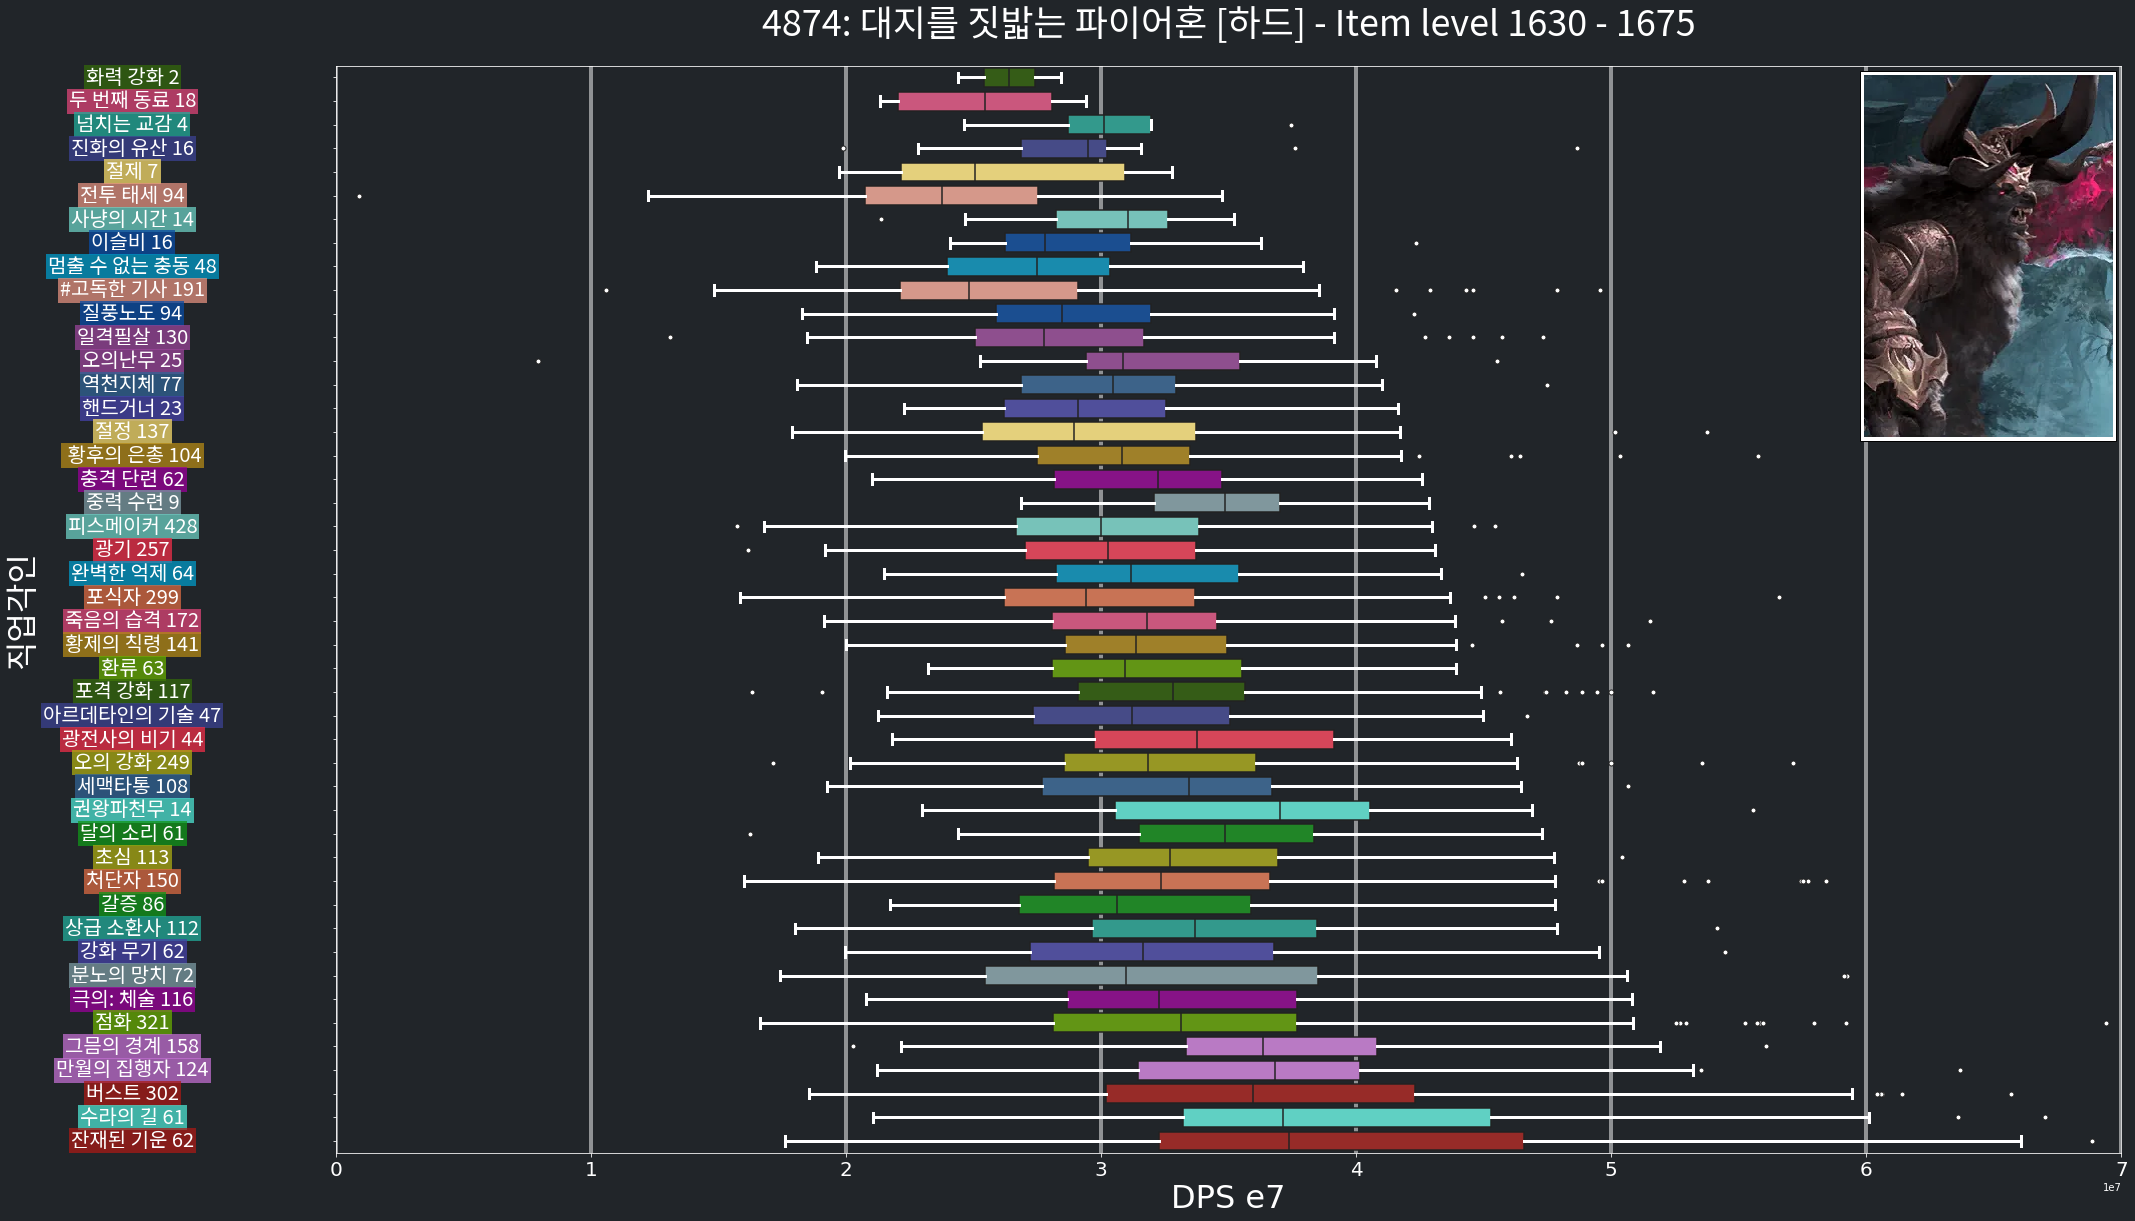 4874: 대지를 짓밟는 파이어혼 [하드] - Item level 1630 - 1675
직업각인
화력 강화 2
두 번째 동료 18
넘치는 교감 4
진화의 유산 16
절제 7
전투 태세 94
사냥의 시간 14
이슬비 16
멈출 수 없는 충동 48
#고독한 기사 191
질풍노도 94
일격필살 130
오의난무 25
역천지체 77
핸드거너 23
절정 137
황후의 은총 104
충격 단련 62
중력 수련 9
피스메이커 428
광기 257
완벽한 억제 64
포식자 299
죽음의 습격 172
황제의 칙령 141
환류 63
포격 강화 117
아르데타인의 기술 47
광전사의 비기 44
오의 강화 249
세맥타통 108
권왕파천무 14
달의 소리 61
초심 113
처단자 150
갈증 86
상급 소환사 112
강화 무기 62
분노의 망치 72
극의: 체술 116
점화 321
그믐의 경계 158
만월의 집행자 124
버스트 302
수라의 길 61
잔재된 기운 62
0 1 2 3 4 5 6 7
1e7
DPS e7